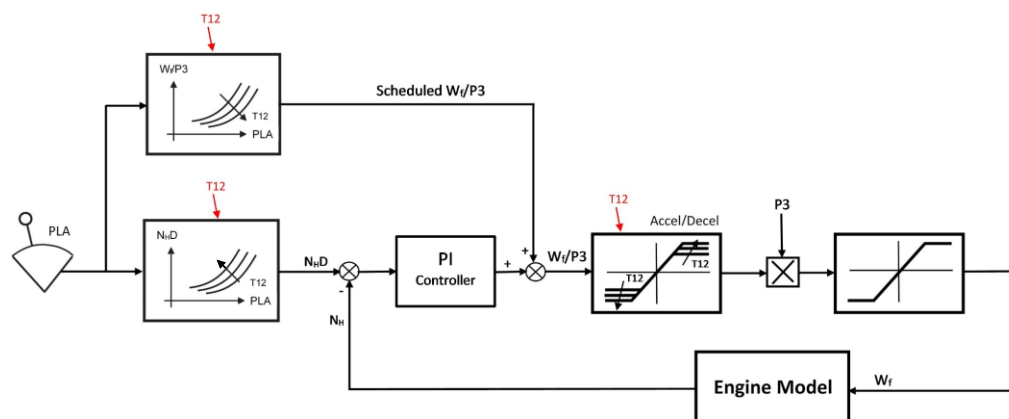 T12
Wf/P3
T12
PLA
Scheduled Wf/P3
T12
PLA
NHD
T12
PLA
NHD
-
NH
PI
Controller
+
+
Wf/P3
T12
Accel/Decel
T12
T12
P3
Engine Model
Wf